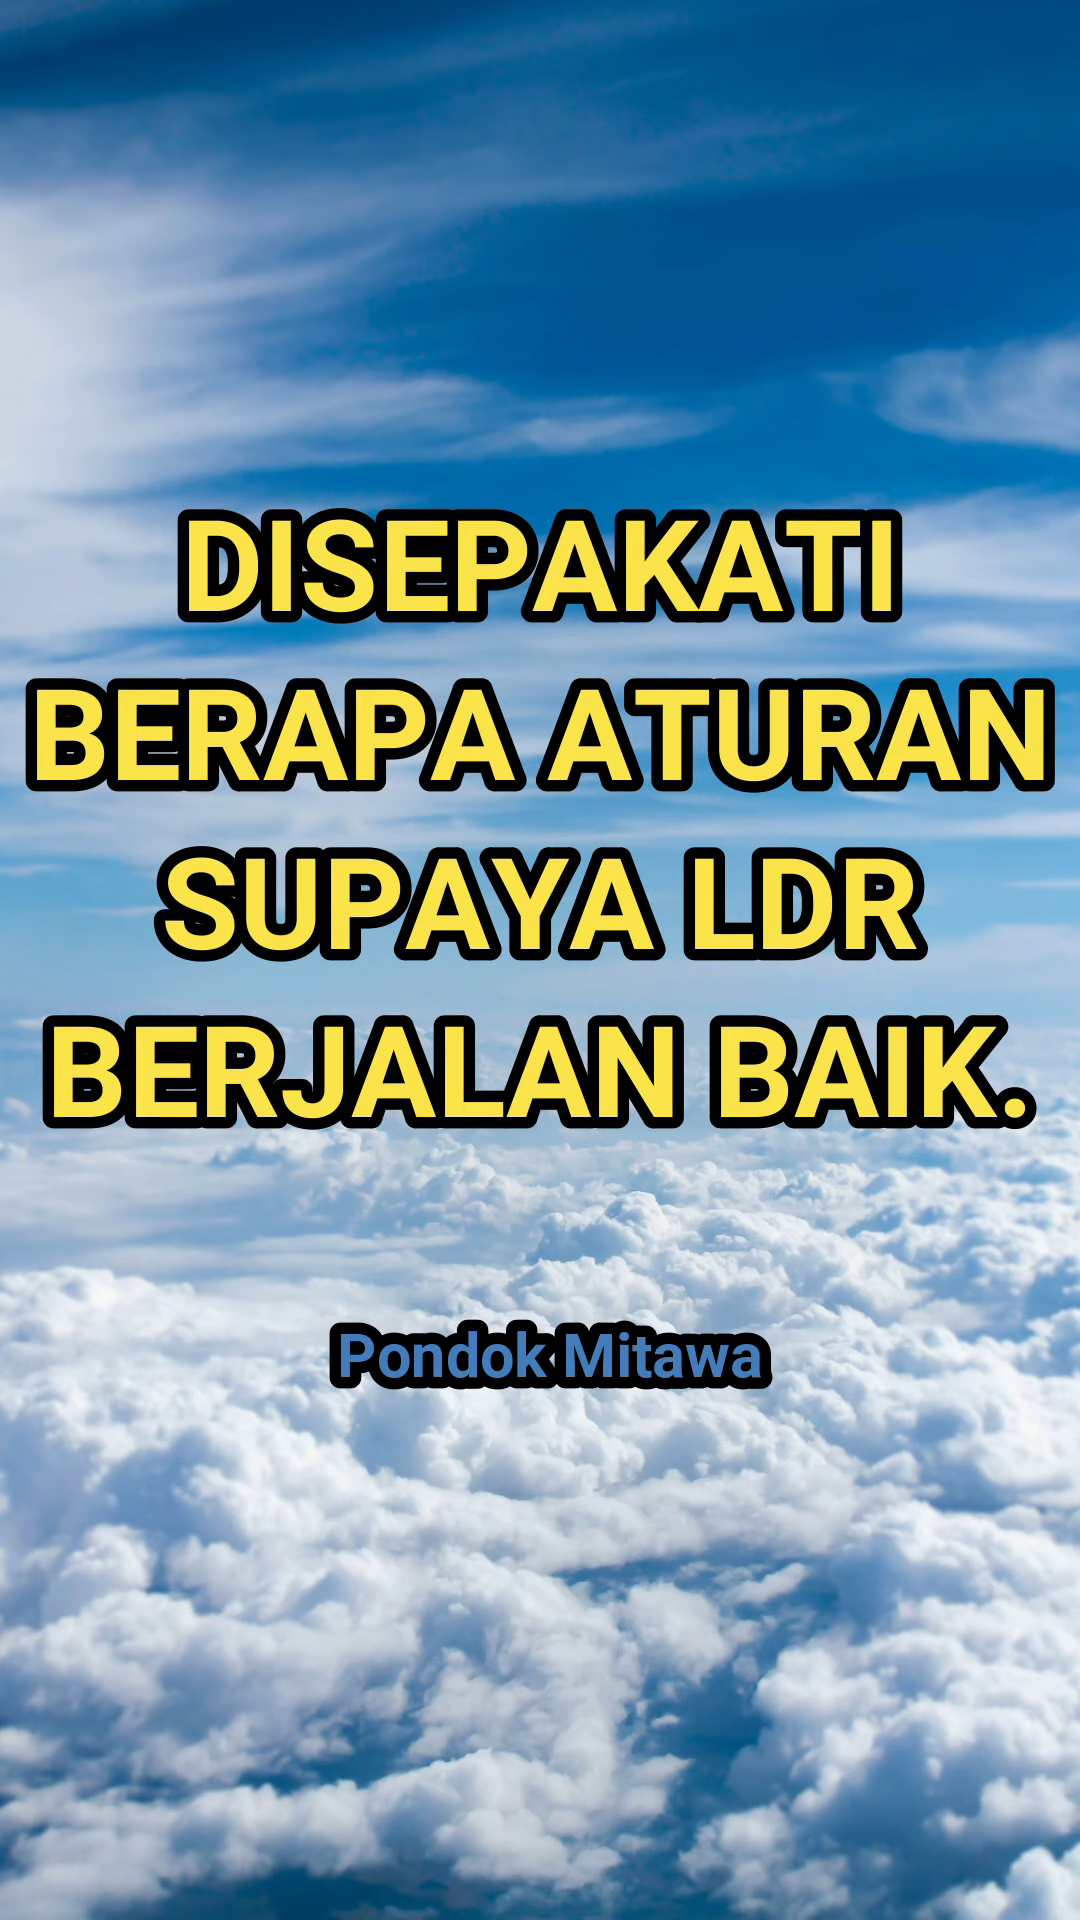 DISEPAKATI
BERAPA ATURAN
SUPAYA LDR
BERJALAN BAIK.
Pondok Mitawa